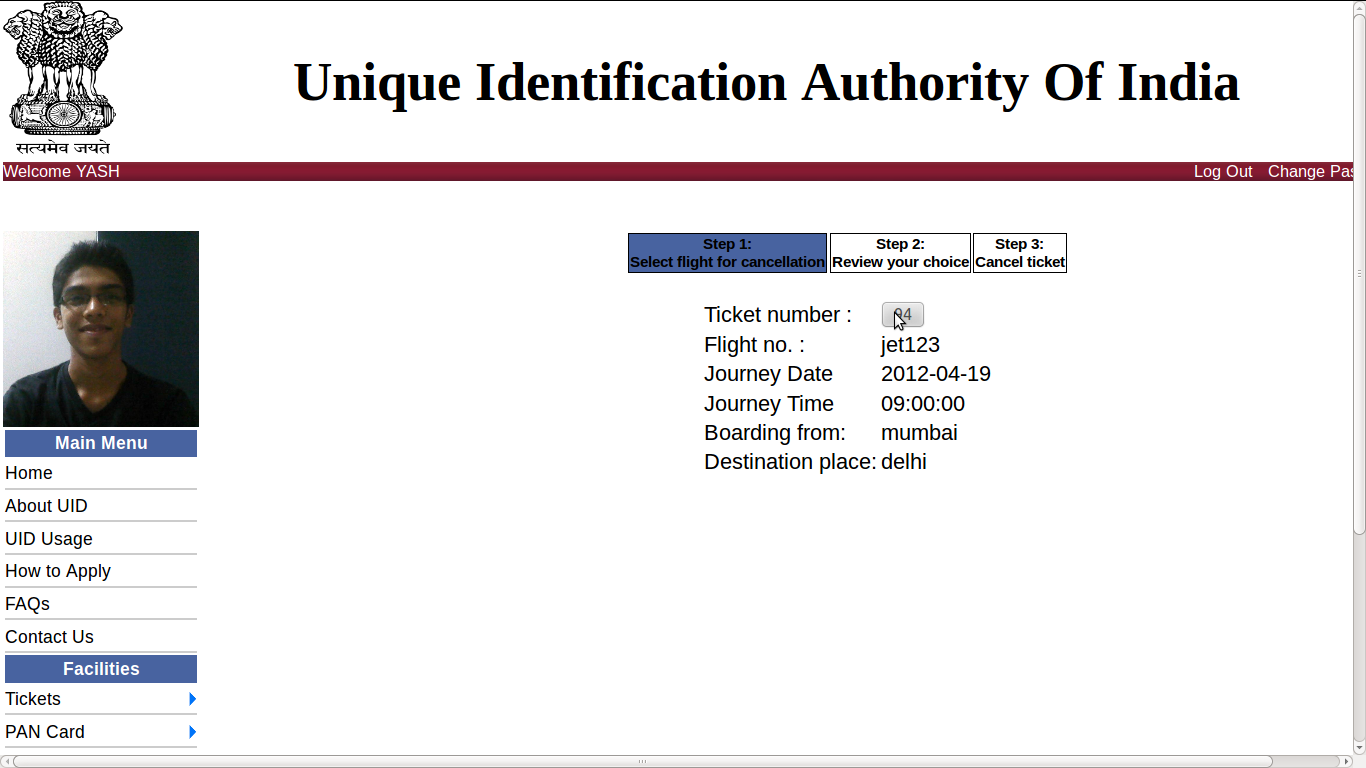 सत्यमेव जयते
Unique Identification Authority Of India
Welcome YASH
Log Out Change Pas
Main Menu
Home
About UID
UID Usage
How to Apply
FAQs
Contact Us
Facilities
Tickets
PAN Card
Step 1:
Select flight for cancellation
Step 2:
Review your choice
Step 3:
Cancel ticket
Ticket number : 94
Flight no. : jet123
Journey Date 2012-04-19
Journey Time 09:00:00
Boarding from: mumbai
Destination place: delhi